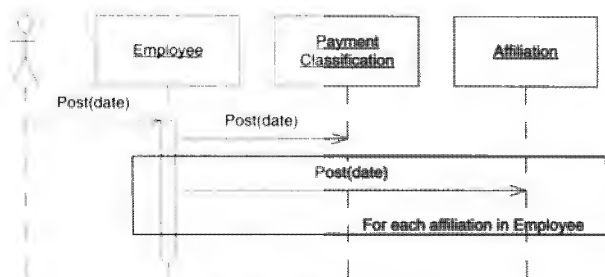 Employee
Payment
Classification
Affiliation
Post(date)
Post(date)
Post(date)
For each affiliation in Employee